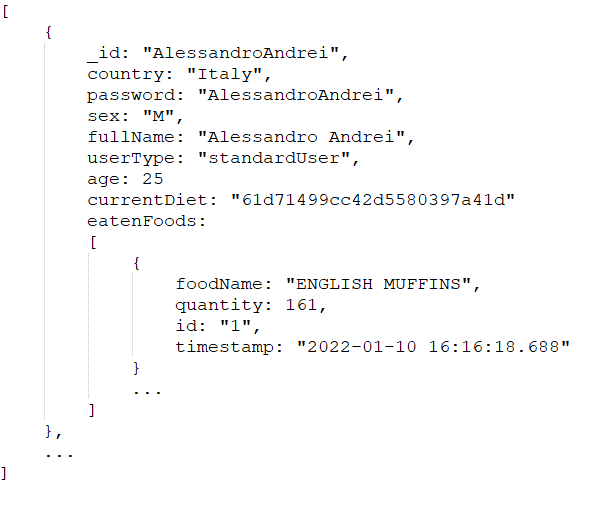 [
{
_id: "AlessandroAndrei",
country: "Italy",
password: "AlessandroAndrei",
sex: "M",
fullName: "Alessandro Andrei",
userType: "standardUser",
age: 25
currentDiet: "61d71499cc42d5580397a41d"
eatenFoods:
[
{
foodName: "ENGLISH MUFFINS",
quantity: 161,
id: "1",
timestamp: "2022-01-10 16:16:18.688"
}
...
]
},
...
]